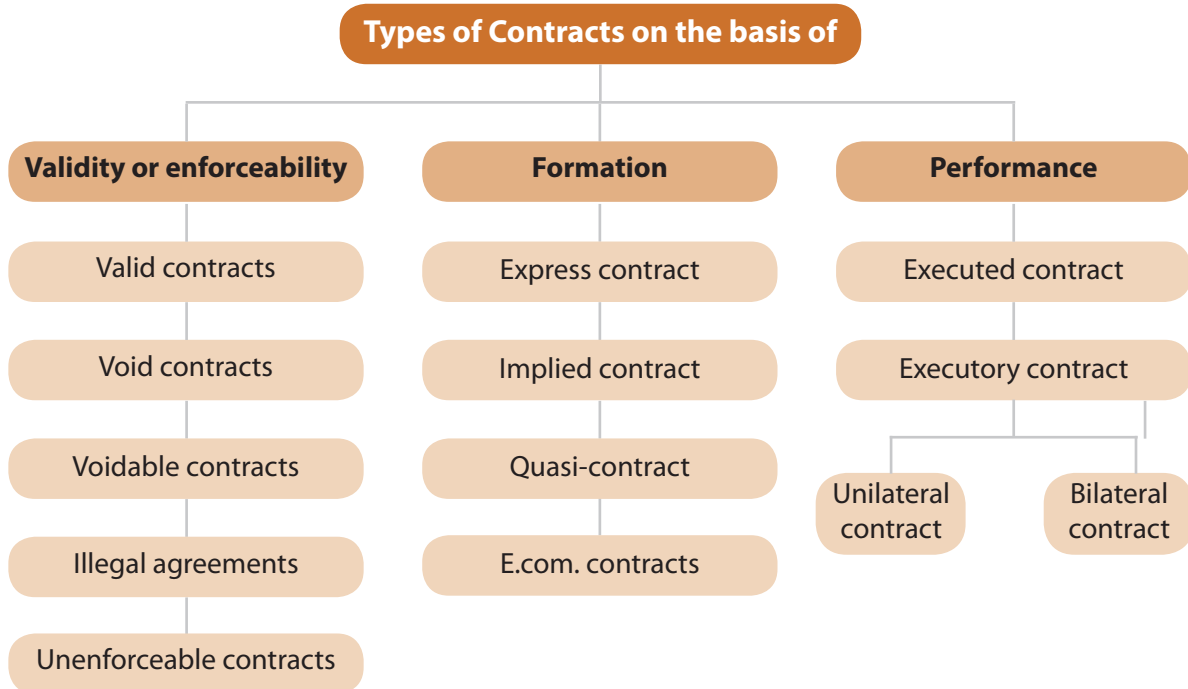 Types of Contracts on the basis of
Validity or enforceability
Valid contracts
Void contracts
Voidable contracts
Illegal agreements
Unenforceable contracts
Formation
Express contract
Implied contract
Quasi-contract
E.com. contracts
Performance
Executed contract
Executory contract
Unilateral
contract
Bilateral
contract